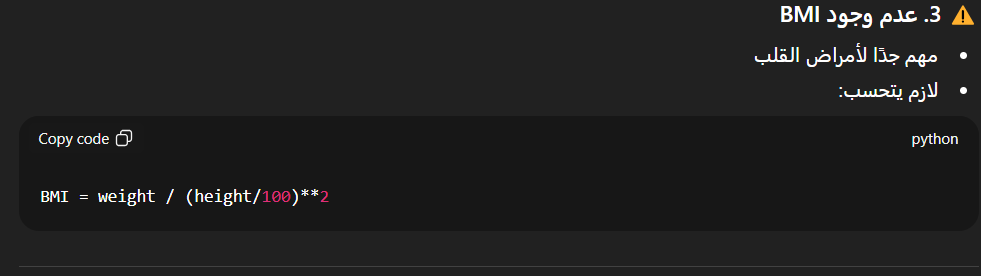 ⚠️ 3. عدم وجود BMI
• مهم جدًا لأمراض القلب
• لازم يتحسب:
Copy code
python
BMI = weight / (height/100)**2